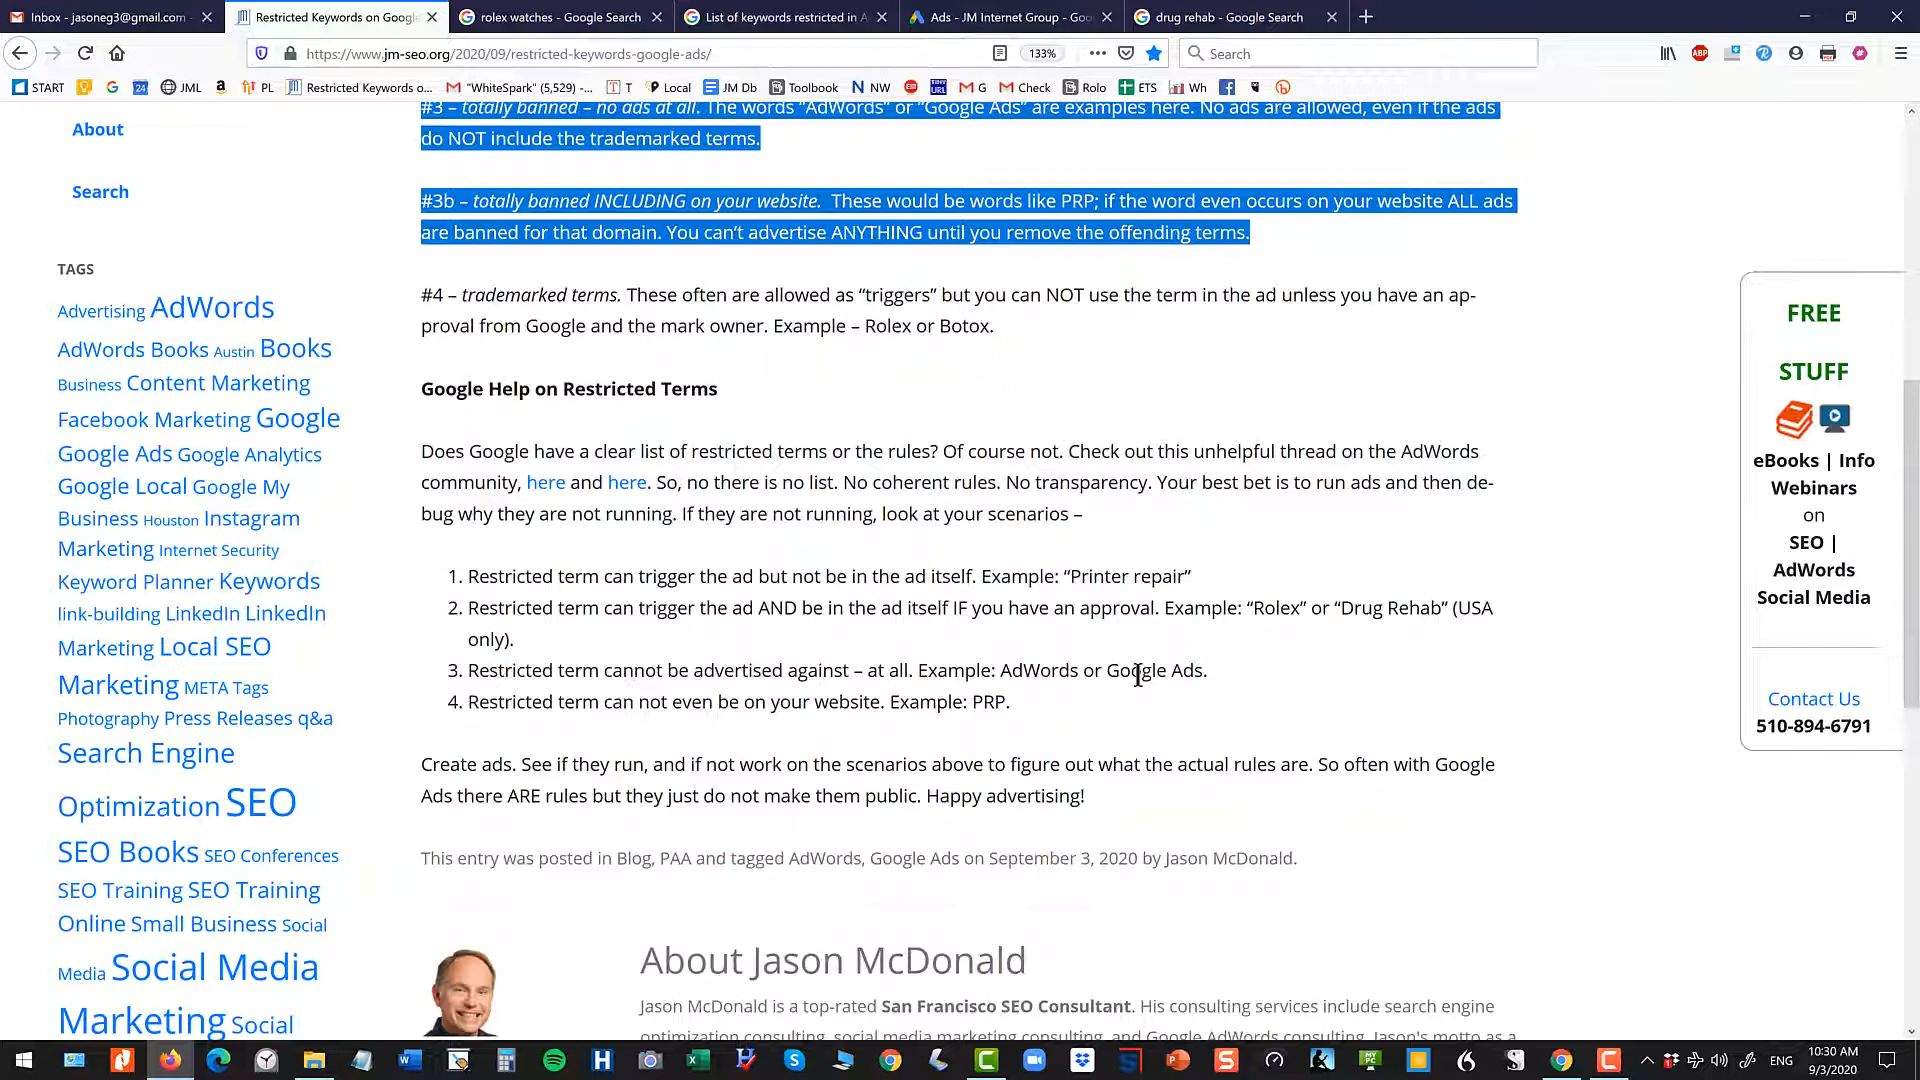 Inbox - jasoneg3@gmail.com
Restricted Keywords on Google
rolex watches - Google Search
List of keywords restricted in A
Ads - JM Internet Group - Goo
drug rehab - Google Search
https://www.jm-seo.org/2020/09/restricted-keywords-google-ads/
133%
Search
START
24
JML
PL
Restricted Keywords o...
"WhiteSpark" (5,529) -...
T
Local
JM Db
Toolbook
NW
G
Check
Rolo
ETS
Wh
About
Search
TAGS
Advertising AdWords
AdWords Books Austin Books
Business Content Marketing
Facebook Marketing Google
Google Ads Google Analytics
Google Local Google My
Business Houston Instagram
Marketing Internet Security
Keyword Planner Keywords
link-building LinkedIn LinkedIn
Marketing Local SEO
Marketing META Tags
Photography Press Releases q&a
Search Engine
Optimization SEO
SEO Books SEO Conferences
SEO Training SEO Training
Online Small Business Social
Media Social Media
Marketing Social
#3 – totally banned – no ads at all. The words “AdWords” or “Google Ads” are examples here. No ads are allowed, even if the ads
do NOT include the trademarked terms.
#3b – totally banned INCLUDING on your website. These would be words like PRP; if the word even occurs on your website ALL ads
are banned for that domain. You can’t advertise ANYTHING until you remove the offending terms.
#4 – trademarked terms. These often are allowed as “triggers” but you can NOT use the term in the ad unless you have an ap-
proval from Google and the mark owner. Example – Rolex or Botox.
Google Help on Restricted Terms
Does Google have a clear list of restricted terms or the rules? Of course not. Check out this unhelpful thread on the AdWords
community, here and here. So, no there is no list. No coherent rules. No transparency. Your best bet is to run ads and then de-
bug why they are not running. If they are not running, look at your scenarios –
1. Restricted term can trigger the ad but not be in the ad itself. Example: “Printer repair”
2. Restricted term can trigger the ad AND be in the ad itself IF you have an approval. Example: “Rolex” or “Drug Rehab” (USA
only).
3. Restricted term cannot be advertised against – at all. Example: AdWords or Google Ads.
4. Restricted term can not even be on your website. Example: PRP.
Create ads. See if they run, and if not work on the scenarios above to figure out what the actual rules are. So often with Google
Ads there ARE rules but they just do not make them public. Happy advertising!
This entry was posted in Blog, PAA and tagged AdWords, Google Ads on September 3, 2020 by Jason McDonald.
About Jason McDonald
Jason McDonald is a top-rated San Francisco SEO Consultant. His consulting services include search engine
optimization consulting, social media marketing consulting, and Google AdWords consulting. Jason's motto as a
FREE
STUFF
eBooks | Info
Webinars
on
SEO |
AdWords
Social Media
Contact Us
510-894-6791
ENG
10:30 AM
9/3/2020